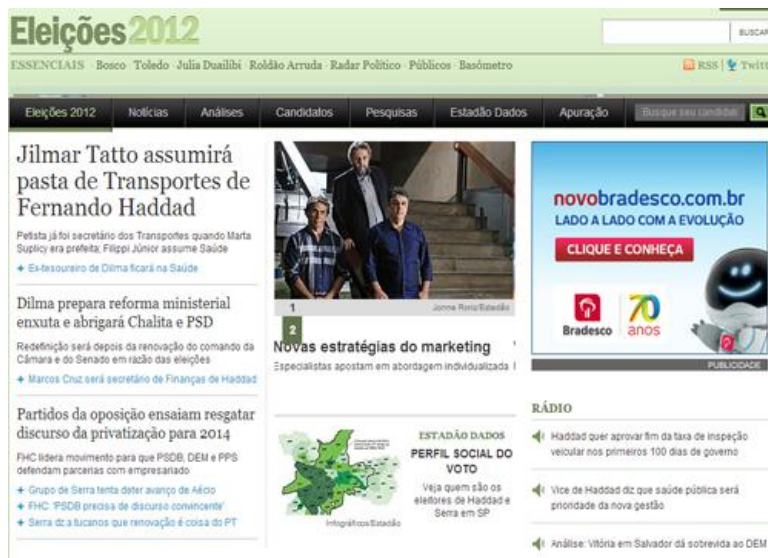 Eleições2012
BUSCAR
ESSENCIAIS · Bosco · Toledo · Julia Duailibi · Roldão Arruda · Radar Político · Públicos · Basômetro
RSS | Twitt
Eleições 2012 Notícias Análises Candidatos Pesquisas Estadão Dados Apuração Busque seu candidato
Jilmar Tatto assumirá
pasta de Transportes de
Fernando Haddad
Petista já foi secretário dos Transportes quando Marta
Suplicy era prefeita; Filippi Júnior assume Saúde
+ Ex-tesoureiro de Dilma ficará na Saúde
Dilma prepara reforma ministerial
enxuta e abrigará Chalita e PSD
Redefinição será depois da renovação do comando da
Câmara e do Senado em razão das eleições
+ Marcos Cruz será secretário de Finanças de Haddad
Partidos da oposição ensaiam resgatar
discurso da privatização para 2014
FHC lidera movimento para que PSDB, DEM e PPS
defendam parcerias com empresariado
+ Grupo de Serra tenta deter avanço de Aécio
+ FHC: 'PSDB precisa de discurso convincente'
+ Serra diz a tucanos que renovação é coisa do PT
1
Jonne Roriz/Estadão
2
Novas estratégias do marketing
Especialistas apostam em abordagem individualizada
ESTADÃO DADOS
PERFIL SOCIAL DO
VOTO
Veja quem são os
eleitores de Haddad e
Serra em SP
Infográficos/Estadão
novobradesco.com.br
LADO A LADO COM A EVOLUÇÃO
CLIQUE E CONHEÇA
Bradesco
70
anos
PUBLICIDADE
RÁDIO
Haddad quer aprovar fim da taxa de inspeção
veicular nos primeiros 100 dias de governo
Vice de Haddad diz que saúde pública será
prioridade da nova gestão
Análise: Vitória em Salvador dá sobrevida ao DEM